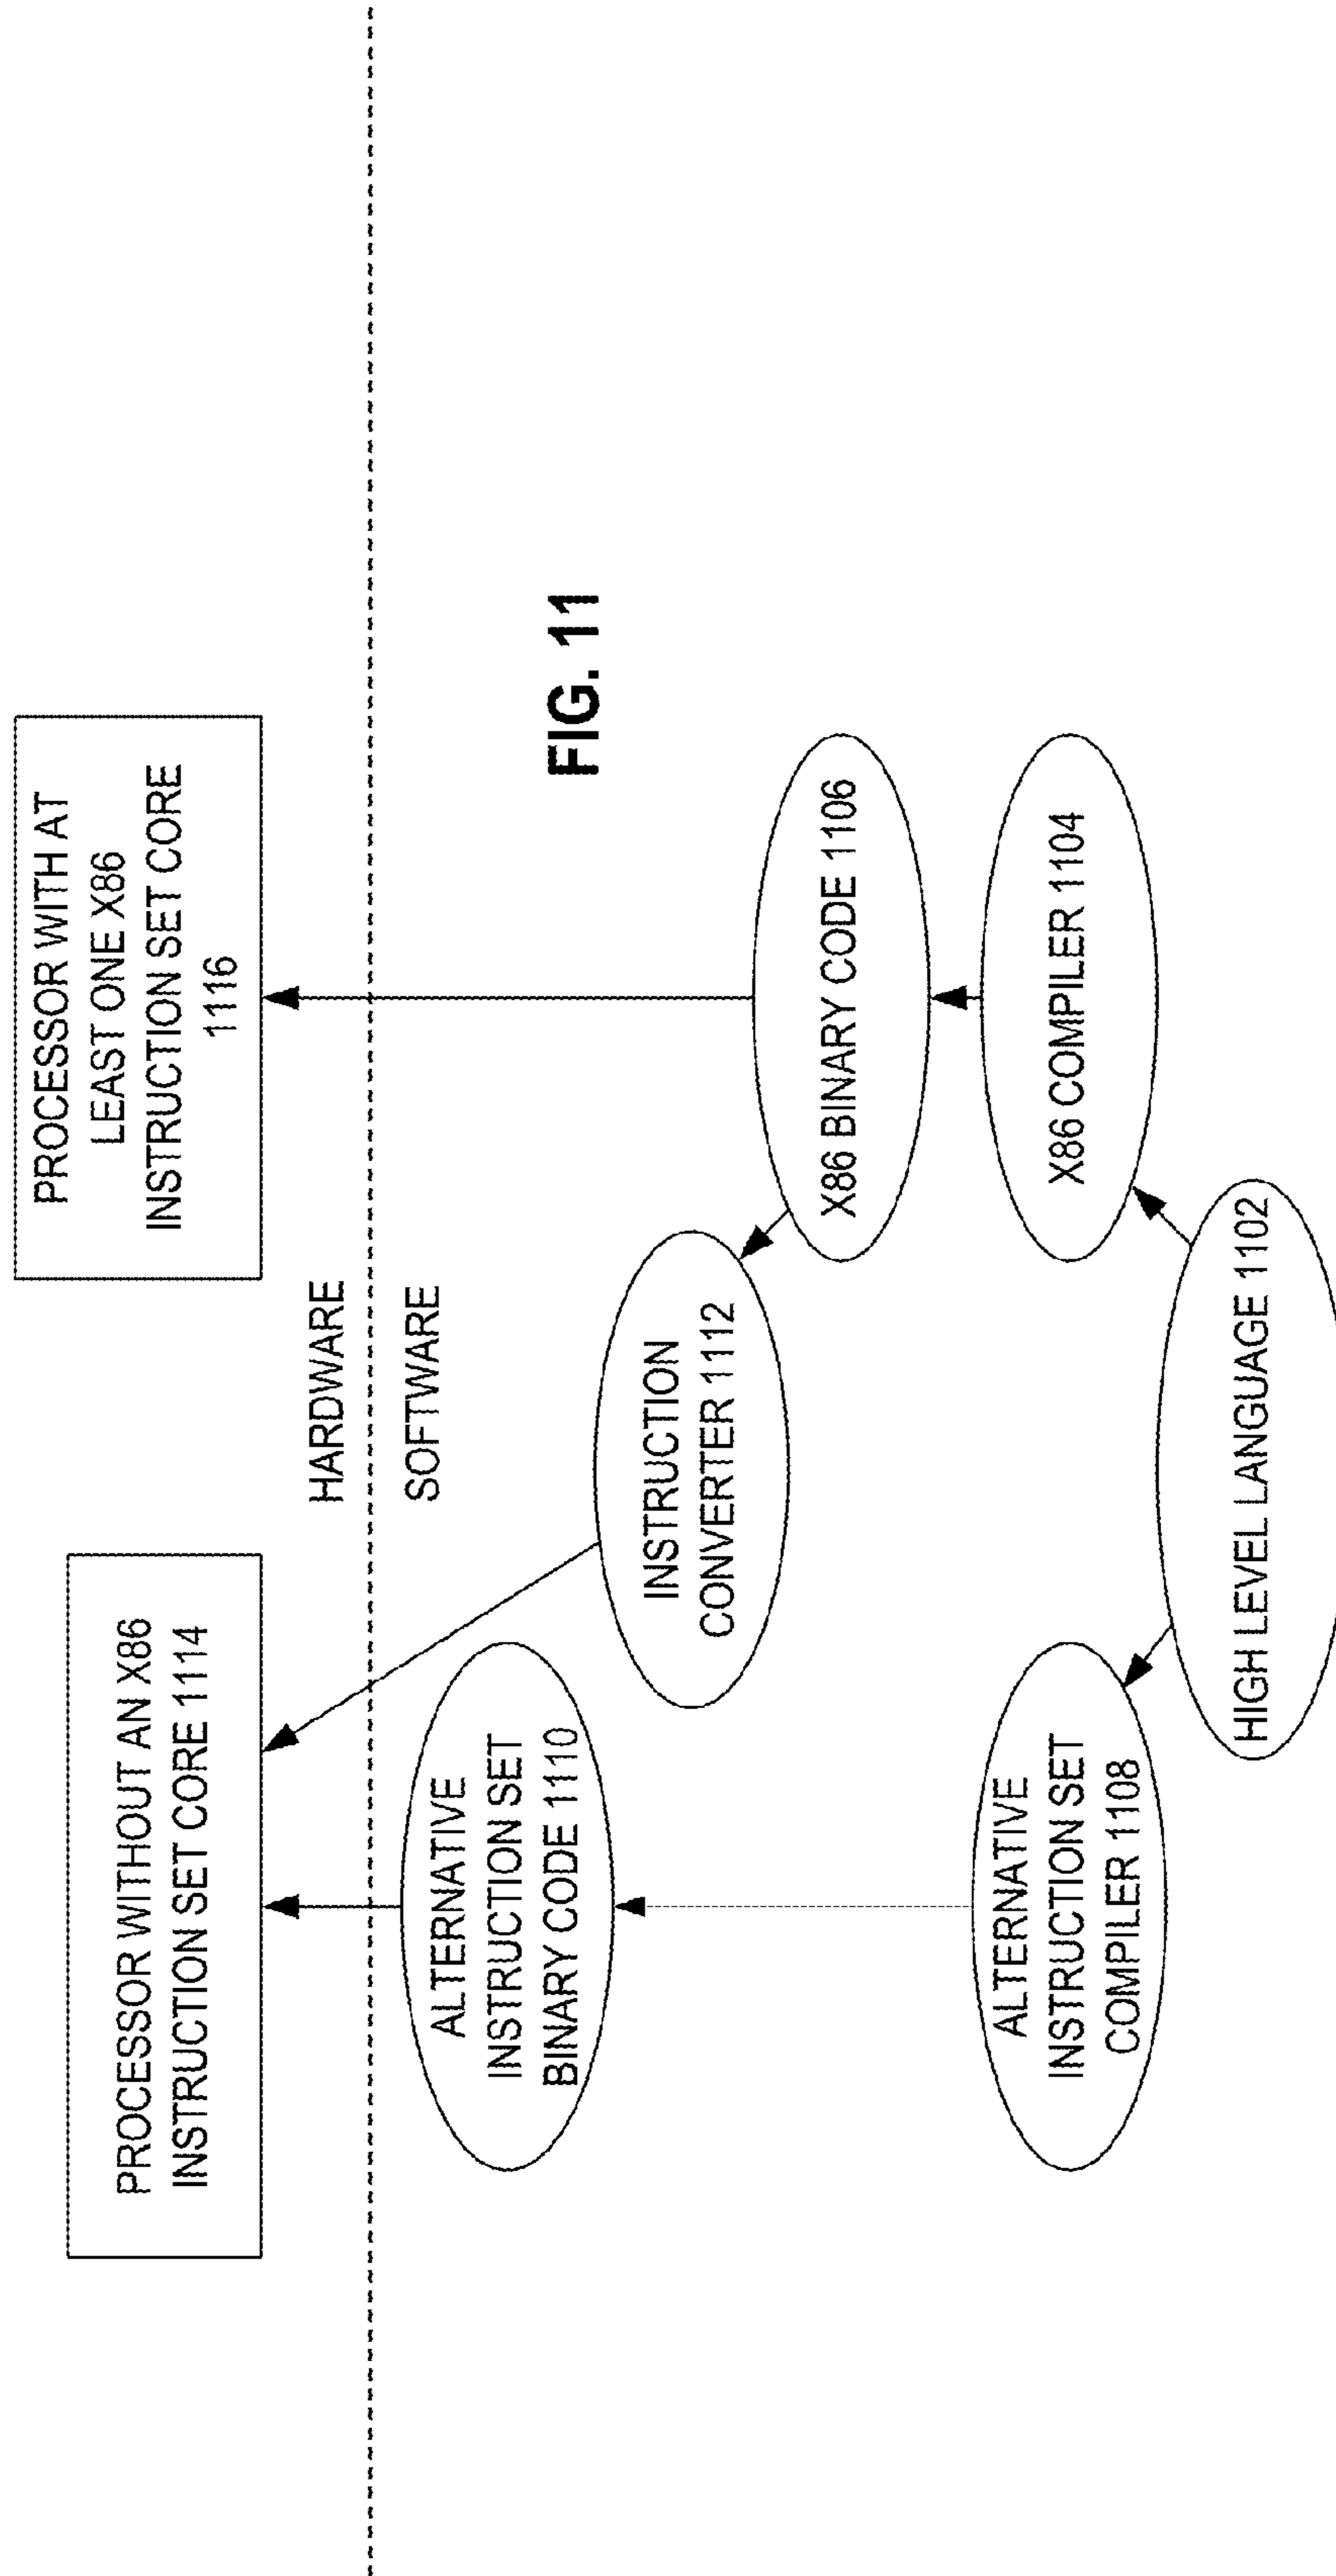 PROCESSOR WITHOUT AN X86
INSTRUCTION SET CORE 1114
PROCESSOR WITH AT
LEAST ONE X86
INSTRUCTION SET CORE
1116
HARDWARE
SOFTWARE
ALTERNATIVE
INSTRUCTION SET
BINARY CODE 1110
INSTRUCTION
CONVERTER 1112
FIG. 11
X86 BINARY CODE 1106
ALTERNATIVE
INSTRUCTION SET
COMPILER 1108
X86 COMPILER 1104
HIGH LEVEL LANGUAGE 1102